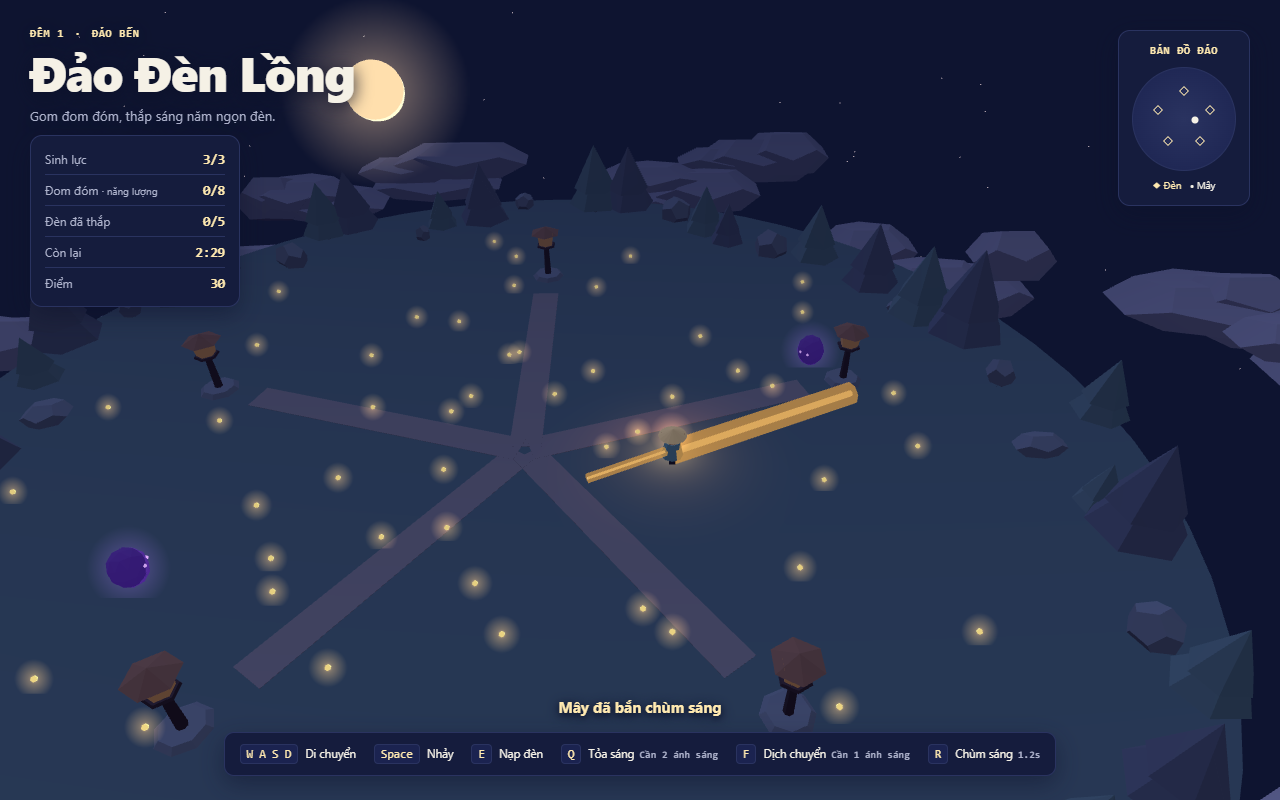 ĐÊM 1 · ĐẢO BẾN
Đảo Đèn Lồng
Gom đom đóm, thắp sáng năm ngọn đèn.
Sinh lực 3/3
Đom đóm · năng lượng 0/8
Đèn đã thắp 0/5
Còn lại 2:29
Điểm 30
BẢN ĐỒ ĐẢO
◆ Đèn • Mây
Mây đã bắn chùm sáng
W A S D Di chuyển Space Nhảy E Nạp đèn Q Tỏa sáng Cần 2 ánh sáng F Dịch chuyển Cần 1 ánh sáng R Chùm sáng 1.2s